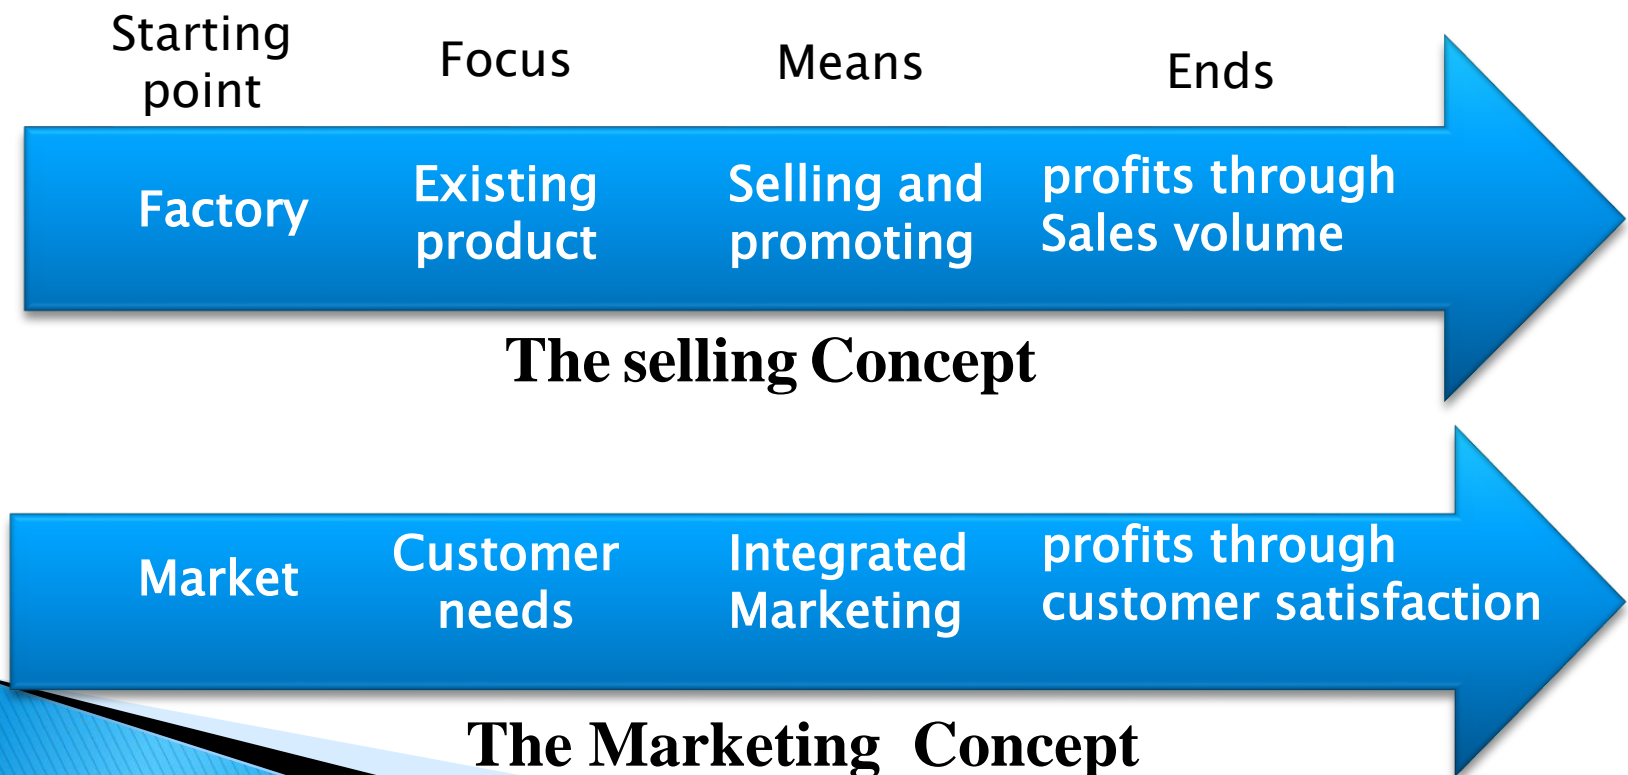 Starting
point
Focus
Means
Ends
Factory
Existing
product
Selling and
promoting
profits through
Sales volume
The selling Concept
Market
Customer
needs
Integrated
Marketing
profits through
customer satisfaction
The Marketing  Concept